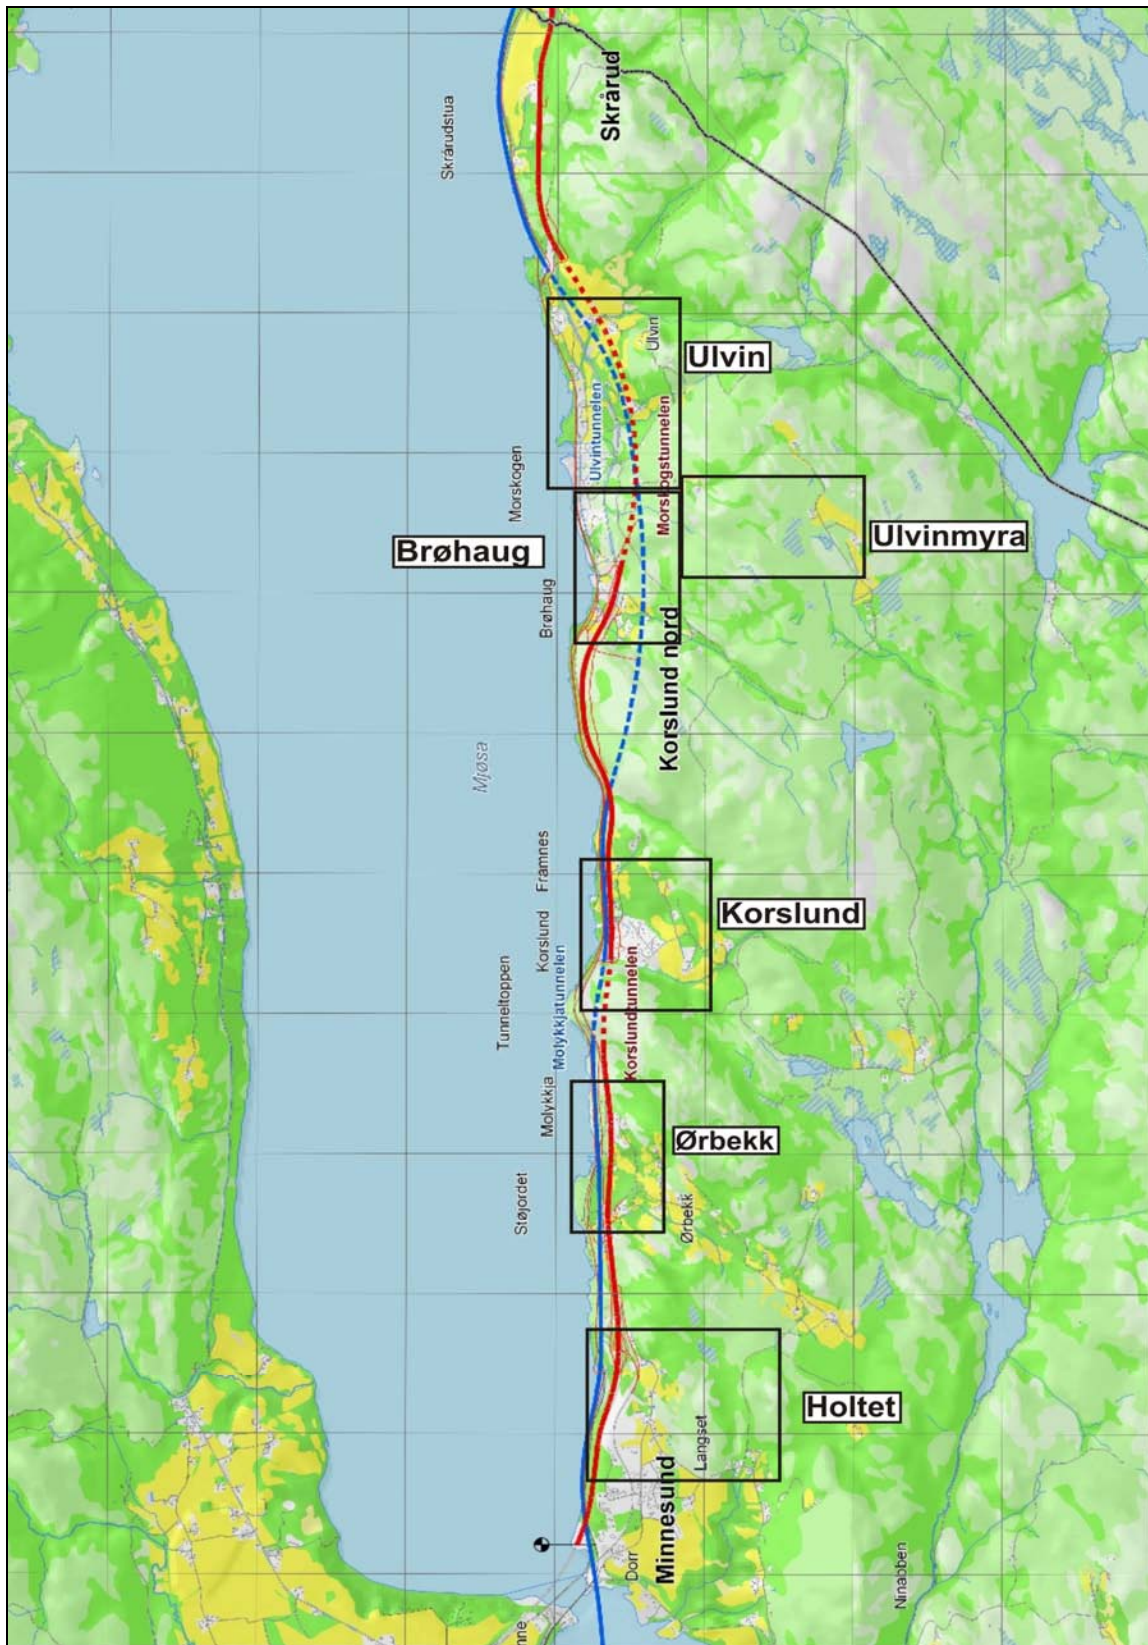 Skrårudstua
Skrårud
Ulvin
Ulvin
Ulvintunnelen
Morskogen
Morskogstunnelen
Ulvinmyra
Brøhaug
Brøhaug
Korslund nord
Mjøsa
Framnes
Korslund
Korslund
Tunneltoppen
Molykkjatunnelen
Korslundtunnelen
Molykkja
Ørbekk
Støjordet
Ørbekk
Holtet
Langset
Minnesund
Dorr
Ninabben
nne